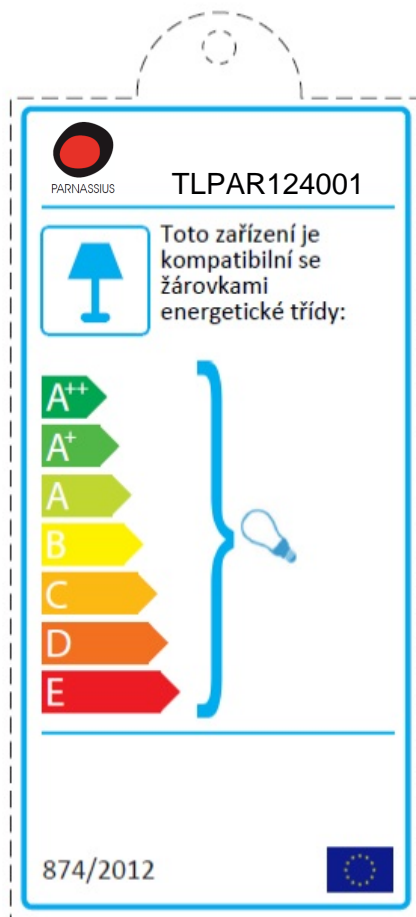 PARNASSIUS
TLPAR124001
Toto zařízení je
kompatibilní se
žárovkami
energetické třídy:
A++
A+
A
B
C
D
E
874/2012